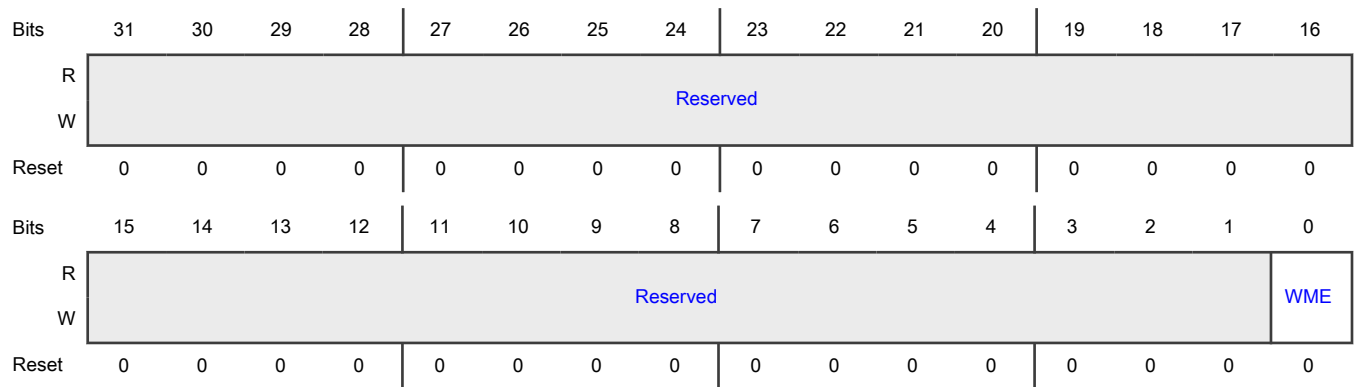 Bits 31 30 29 28 27 26 25 24 23 22 21 20 19 18 17 16
R
Reserved
W
Reset 0 0 0 0 0 0 0 0 0 0 0 0 0 0 0 0
Bits 15 14 13 12 11 10 9 8 7 6 5 4 3 2 1 0
R
Reserved WME
W
Reset 0 0 0 0 0 0 0 0 0 0 0 0 0 0 0 0